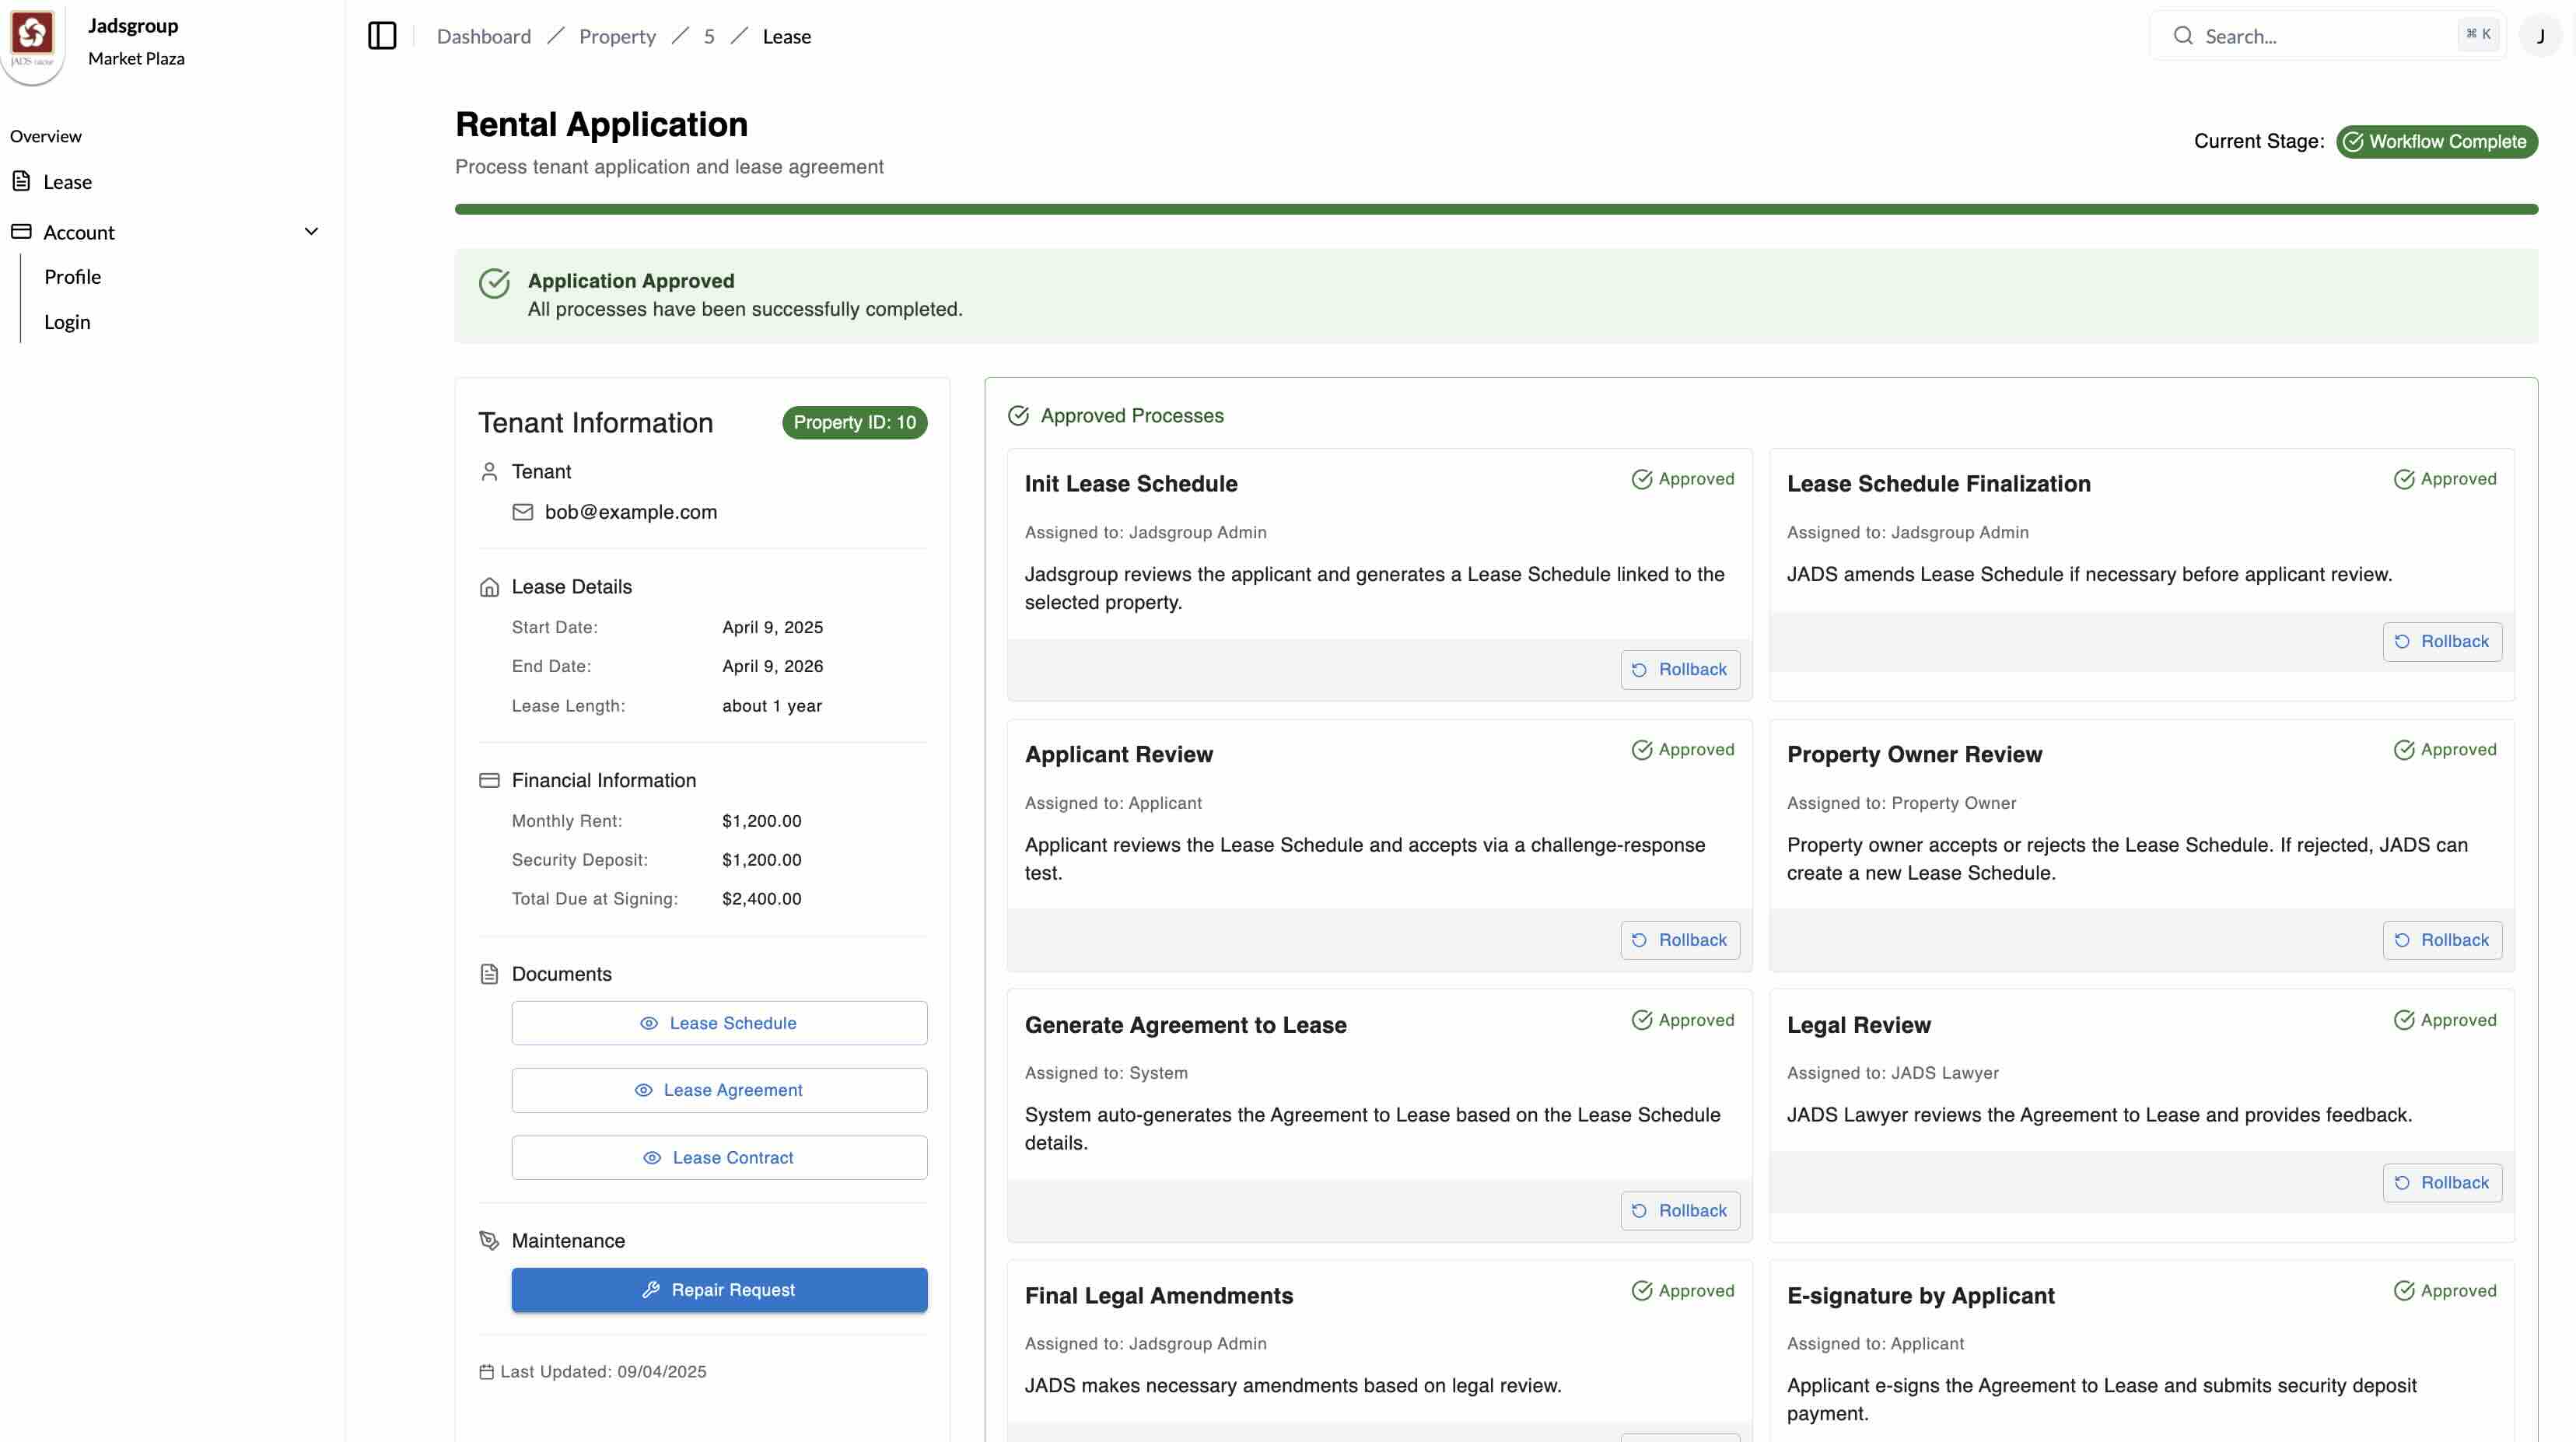 Jadsgroup
Market Plaza
JADS GROUP
Overview
Lease
Account
Profile
Login
Dashboard / Property / 5 / Lease
Search...
⌘ K
J
Rental Application
Process tenant application and lease agreement
Current Stage:
Workflow Complete
Application Approved
All processes have been successfully completed.
Tenant Information
Property ID: 10
Tenant
bob@example.com
Lease Details
Start Date: April 9, 2025
End Date: April 9, 2026
Lease Length: about 1 year
Financial Information
Monthly Rent: $1,200.00
Security Deposit: $1,200.00
Total Due at Signing: $2,400.00
Documents
Lease Schedule
Lease Agreement
Lease Contract
Maintenance
Repair Request
Last Updated: 09/04/2025
Approved Processes
Init Lease Schedule
Approved
Assigned to: Jadsgroup Admin
Jadsgroup reviews the applicant and generates a Lease Schedule linked to the
selected property.
Rollback
Lease Schedule Finalization
Approved
Assigned to: Jadsgroup Admin
JADS amends Lease Schedule if necessary before applicant review.
Rollback
Applicant Review
Approved
Assigned to: Applicant
Applicant reviews the Lease Schedule and accepts via a challenge-response
test.
Rollback
Property Owner Review
Approved
Assigned to: Property Owner
Property owner accepts or rejects the Lease Schedule. If rejected, JADS can
create a new Lease Schedule.
Rollback
Generate Agreement to Lease
Approved
Assigned to: System
System auto-generates the Agreement to Lease based on the Lease Schedule
details.
Rollback
Legal Review
Approved
Assigned to: JADS Lawyer
JADS Lawyer reviews the Agreement to Lease and provides feedback.
Rollback
Final Legal Amendments
Approved
Assigned to: Jadsgroup Admin
JADS makes necessary amendments based on legal review.
E-signature by Applicant
Approved
Assigned to: Applicant
Applicant e-signs the Agreement to Lease and submits security deposit
payment.